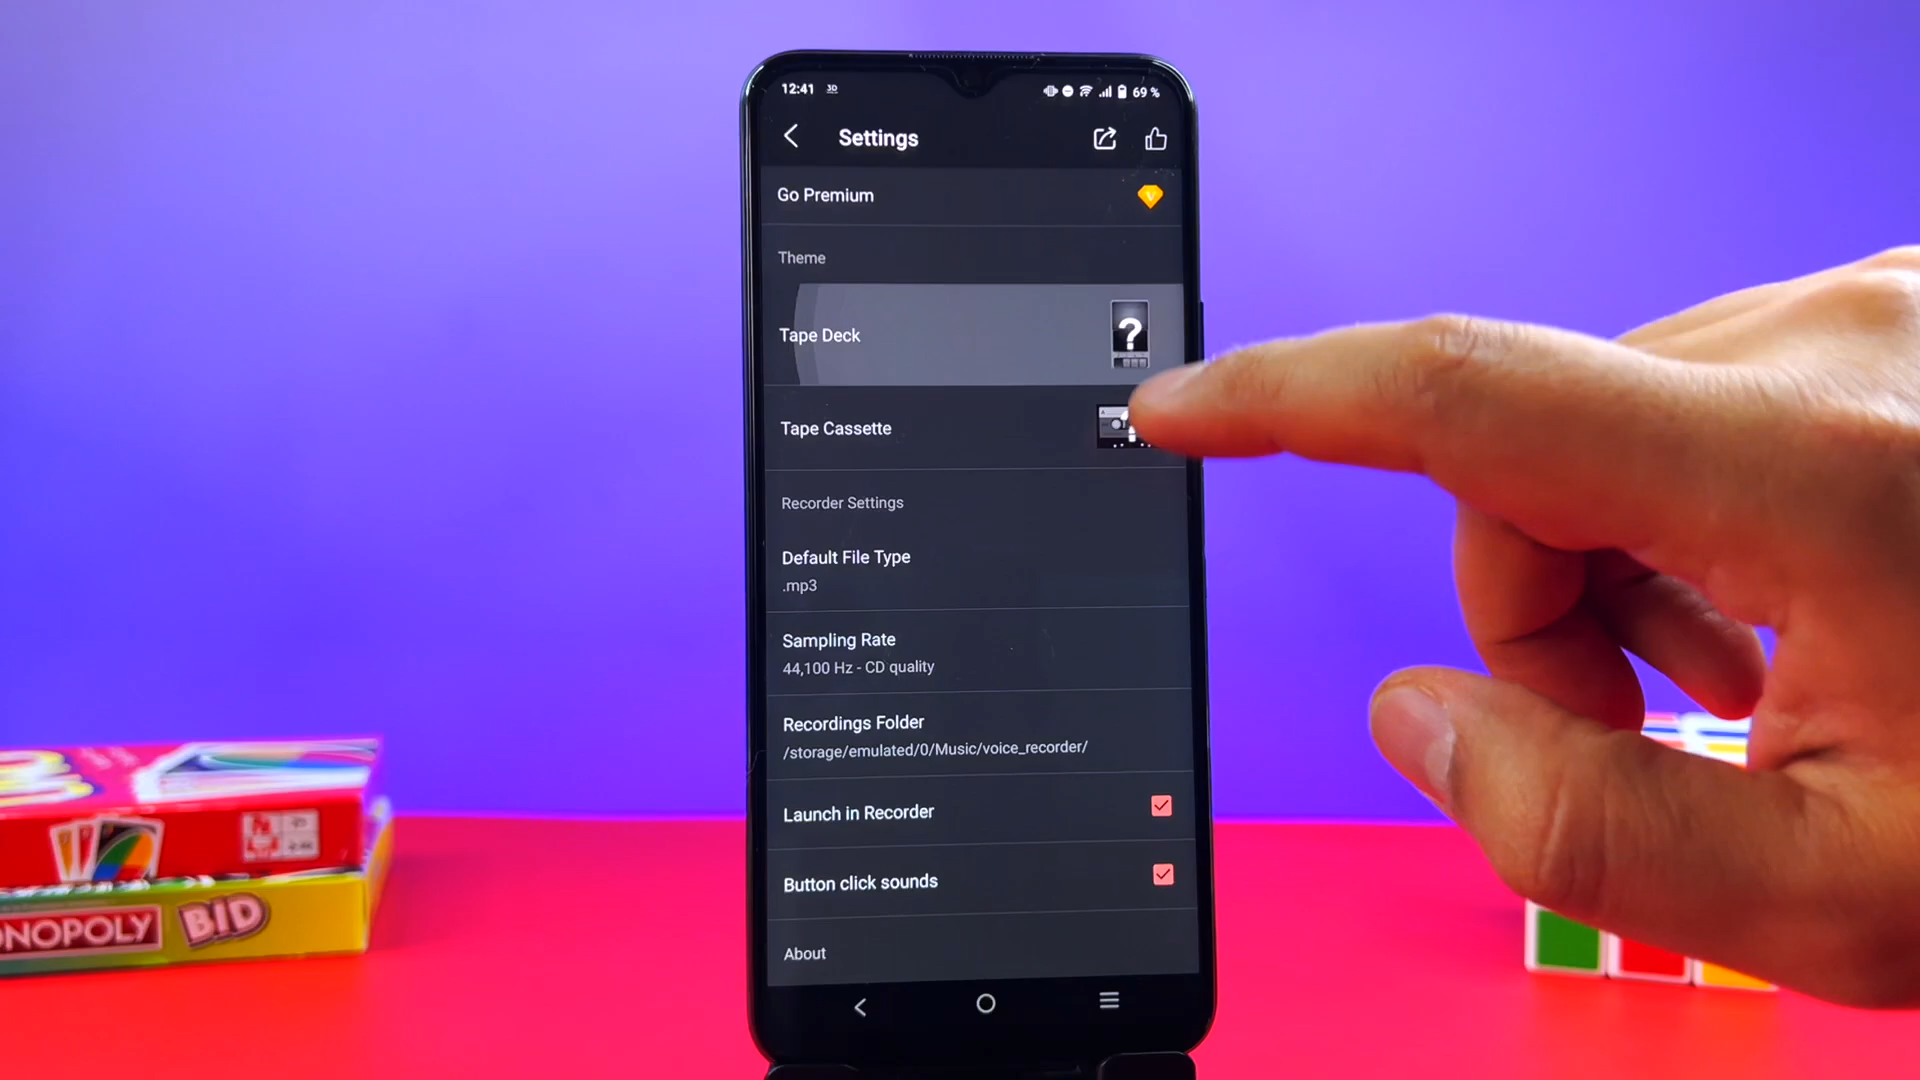 12:41 3D 69 %
Settings
Go Premium
Theme
Tape Deck
?
Tape Cassette
Recorder Settings
Default File Type
.mp3
Sampling Rate
44,100 Hz - CD quality
Recordings Folder
/storage/emulated/0/Music/voice_recorder/
Launch in Recorder
Button click sounds
About
ONOPOLY BID